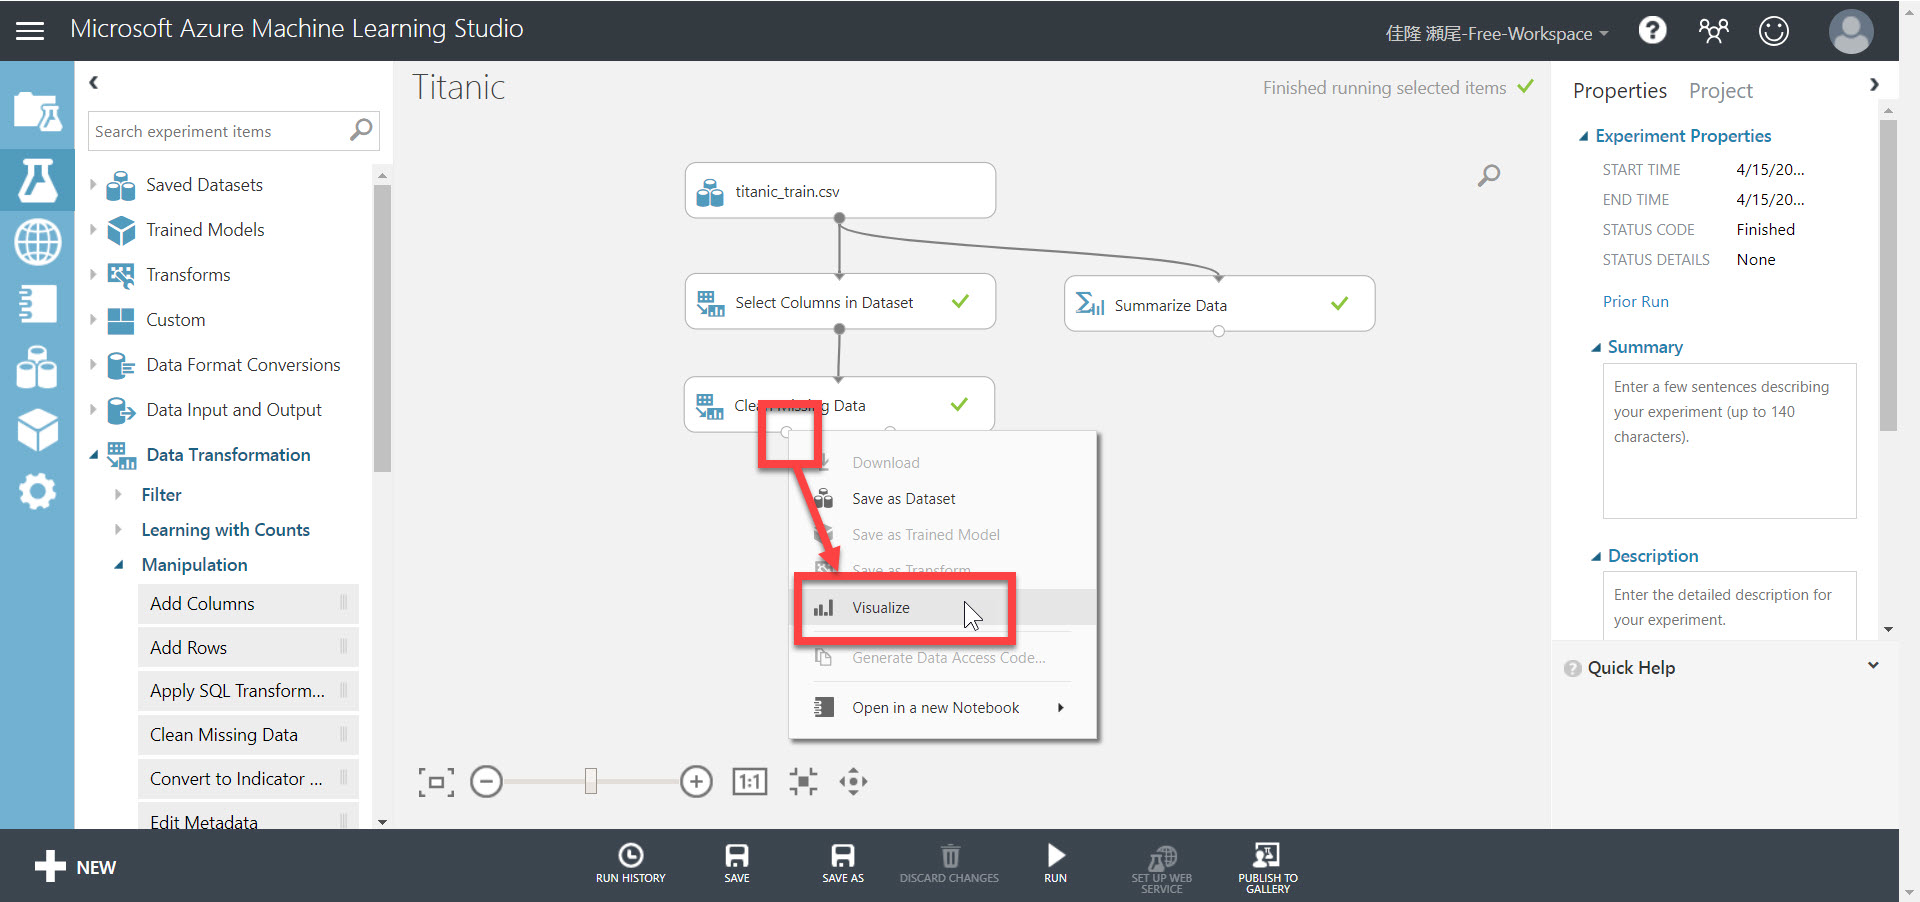 Microsoft Azure Machine Learning Studio
佳隆 瀬尾-Free-Workspace
Search experiment items
Saved Datasets
Trained Models
Transforms
Custom
Data Format Conversions
Data Input and Output
Data Transformation
Filter
Learning with Counts
Manipulation
Add Columns
Add Rows
Apply SQL Transform...
Clean Missing Data
Convert to Indicator ...
Edit Metadata
Titanic
Finished running selected items
titanic_train.csv
Select Columns in Dataset
Summarize Data
Clean Missing Data
Download
Save as Dataset
Save as Trained Model
Save as Transform
Visualize
Generate Data Access Code...
Open in a new Notebook
1:1
Properties Project
Experiment Properties
START TIME 4/15/20...
END TIME 4/15/20...
STATUS CODE Finished
STATUS DETAILS None
Prior Run
Summary
Enter a few sentences describing
your experiment (up to 140
characters).
Description
Enter the detailed description for
your experiment.
Quick Help
NEW
RUN HISTORY
SAVE
SAVE AS
DISCARD CHANGES
RUN
SET UP WEB
SERVICE
PUBLISH TO
GALLERY